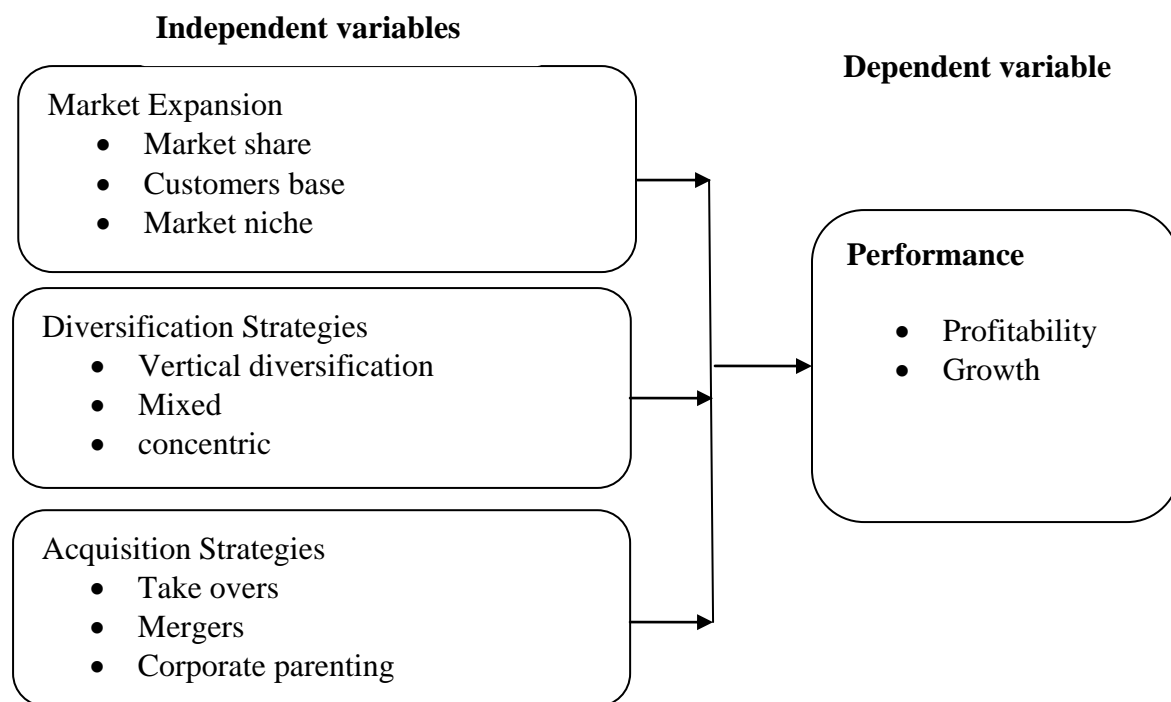 Independent variables
Dependent variable
Market Expansion
• Market share
• Customers base
• Market niche
Diversification Strategies
• Vertical diversification
• Mixed
• concentric
Acquisition Strategies
• Take overs
• Mergers
• Corporate parenting
Performance
• Profitability
• Growth